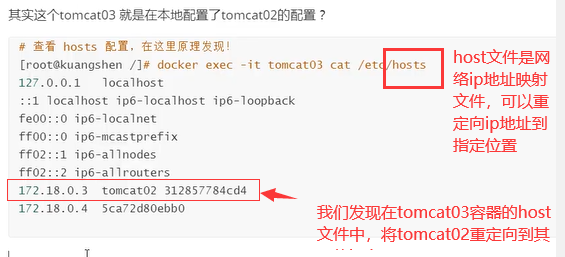 其实这个tomcat03 就是在本地配置了tomcat02的配置？
# 查看 hosts 配置，在这里原理发现！
[root@kuangshen /]# docker exec -it tomcat03 cat /etc/hosts
127.0.0.1 localhost
::1 localhost ip6-localhost ip6-loopback
fe00::0 ip6-localnet
ff00::0 ip6-mcastprefix
ff02::1 ip6-allnodes
ff02::2 ip6-allrouters
172.18.0.3 tomcat02 312857784cd4
172.18.0.4 5ca72d80ebb0
host文件是网
络ip地址映射
文件，可以重
定向ip地址到
指定位置
我们发现在tomcat03容器的host
文件中，将tomcat02重定向到其